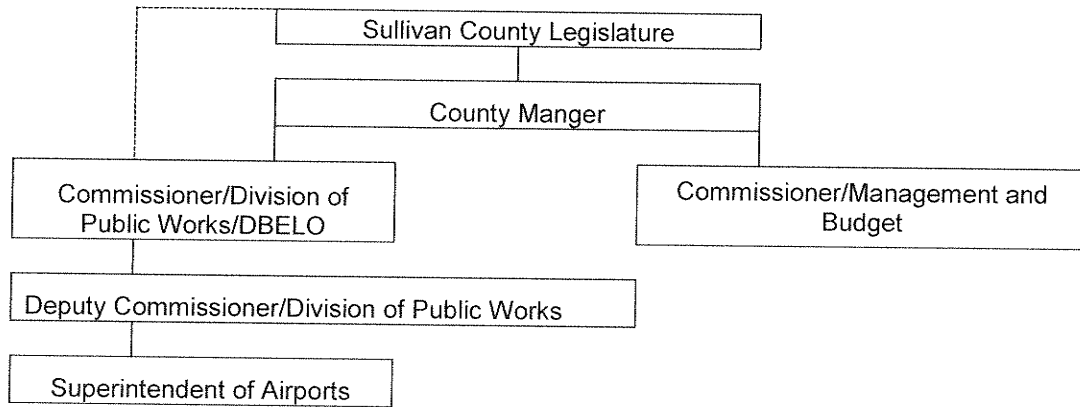 Sullivan County Legislature
County Manger
Commissioner/Division of
Public Works/DBELO
Commissioner/Management and
Budget
Deputy Commissioner/Division of Public Works
Superintendent of Airports